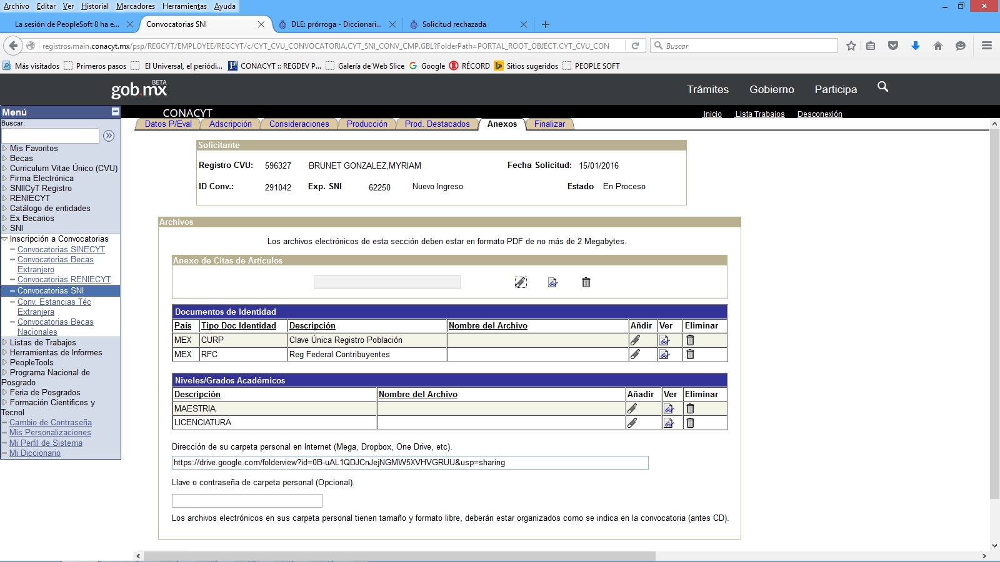 Archivo Editar Ver Historial Marcadores Herramientas Ayuda
La sesión de PeopleSoft 8 ha e... Convocatorias SNI DLE: prórroga - Diccionari... Solicitud rechazada
registros.main.conacyt.mx/psp/REGCYT/EMPLOYEE/REGCYT/c/CYT_CVU_CONVOCATORIA.CYT_SNI_CONV_CMP.GBL?FolderPath=PORTAL_ROOT_OBJECT.CYT_CVU_CON Buscar
Más visitados Primeros pasos El Universal, el periódi... CONACYT :: REGDEV P... Galería de Web Slice Google RÉCORD Sitios sugeridos PEOPLE SOFT
gob.mx BETA Trámites Gobierno Participa
CONACYT Inicio Lista Trabajos Desconexión
Datos P/Eval Adscripción Consideraciones Producción Prod. Destacados Anexos Finalizar
Menú
Buscar:
Mis Favoritos
Becas
Curriculum Vitae Único (CVU)
Firma Electrónica
SNIICyT Registro
RENIECYT
Catálogo de entidades
Ex Becarios
SNI
Inscripción a Convocatorias
Convocatorias SINECYT
Convocatorias Becas
Extranjero
Convocatorias RENIECYT
Convocatorias SNI
Conv. Estancias Téc
Extranjera
Convocatorias Becas
Nacionales
Listas de Trabajos
Herramientas de Informes
PeopleTools
Programa Nacional de
Posgrado
Feria de Posgrados
Formación Cientificos y
Tecnol
Cambio de Contraseña
Mis Personalizaciones
Mi Perfil de Sistema
Mi Diccionario
Solicitante
Registro CVU: 596327 BRUNET GONZALEZ,MYRIAM Fecha Solicitud: 15/01/2016
ID Conv.: 291042 Exp. SNI 62250 Nuevo Ingreso Estado En Proceso
Archivos
Los archivos electrónicos de esta sección deben estar en formato PDF de no más de 2 Megabytes.
Anexo de Citas de Artículos
Documentos de Identidad
País Tipo Doc Identidad Descripción Nombre del Archivo Añdir Ver Eliminar
MEX CURP Clave Única Registro Población
MEX RFC Reg Federal Contribuyentes
Niveles/Grados Académicos
Descripción Nombre del Archivo Añadir Ver Eliminar
MAESTRIA
LICENCIATURA
Dirección de su carpeta personal en Internet (Mega, Dropbox, One Drive, etc).
https://drive.google.com/folderview?id=0B-uAL1QDJCnJejNGMW5XVHVGRUU&usp=sharing
Llave o contraseña de carpeta personal (Opcional).
Los archivos electrónicos en sus carpeta personal tienen tamaño y formato libre, deberán estar organizados como se indica en la convocatoria (antes CD).